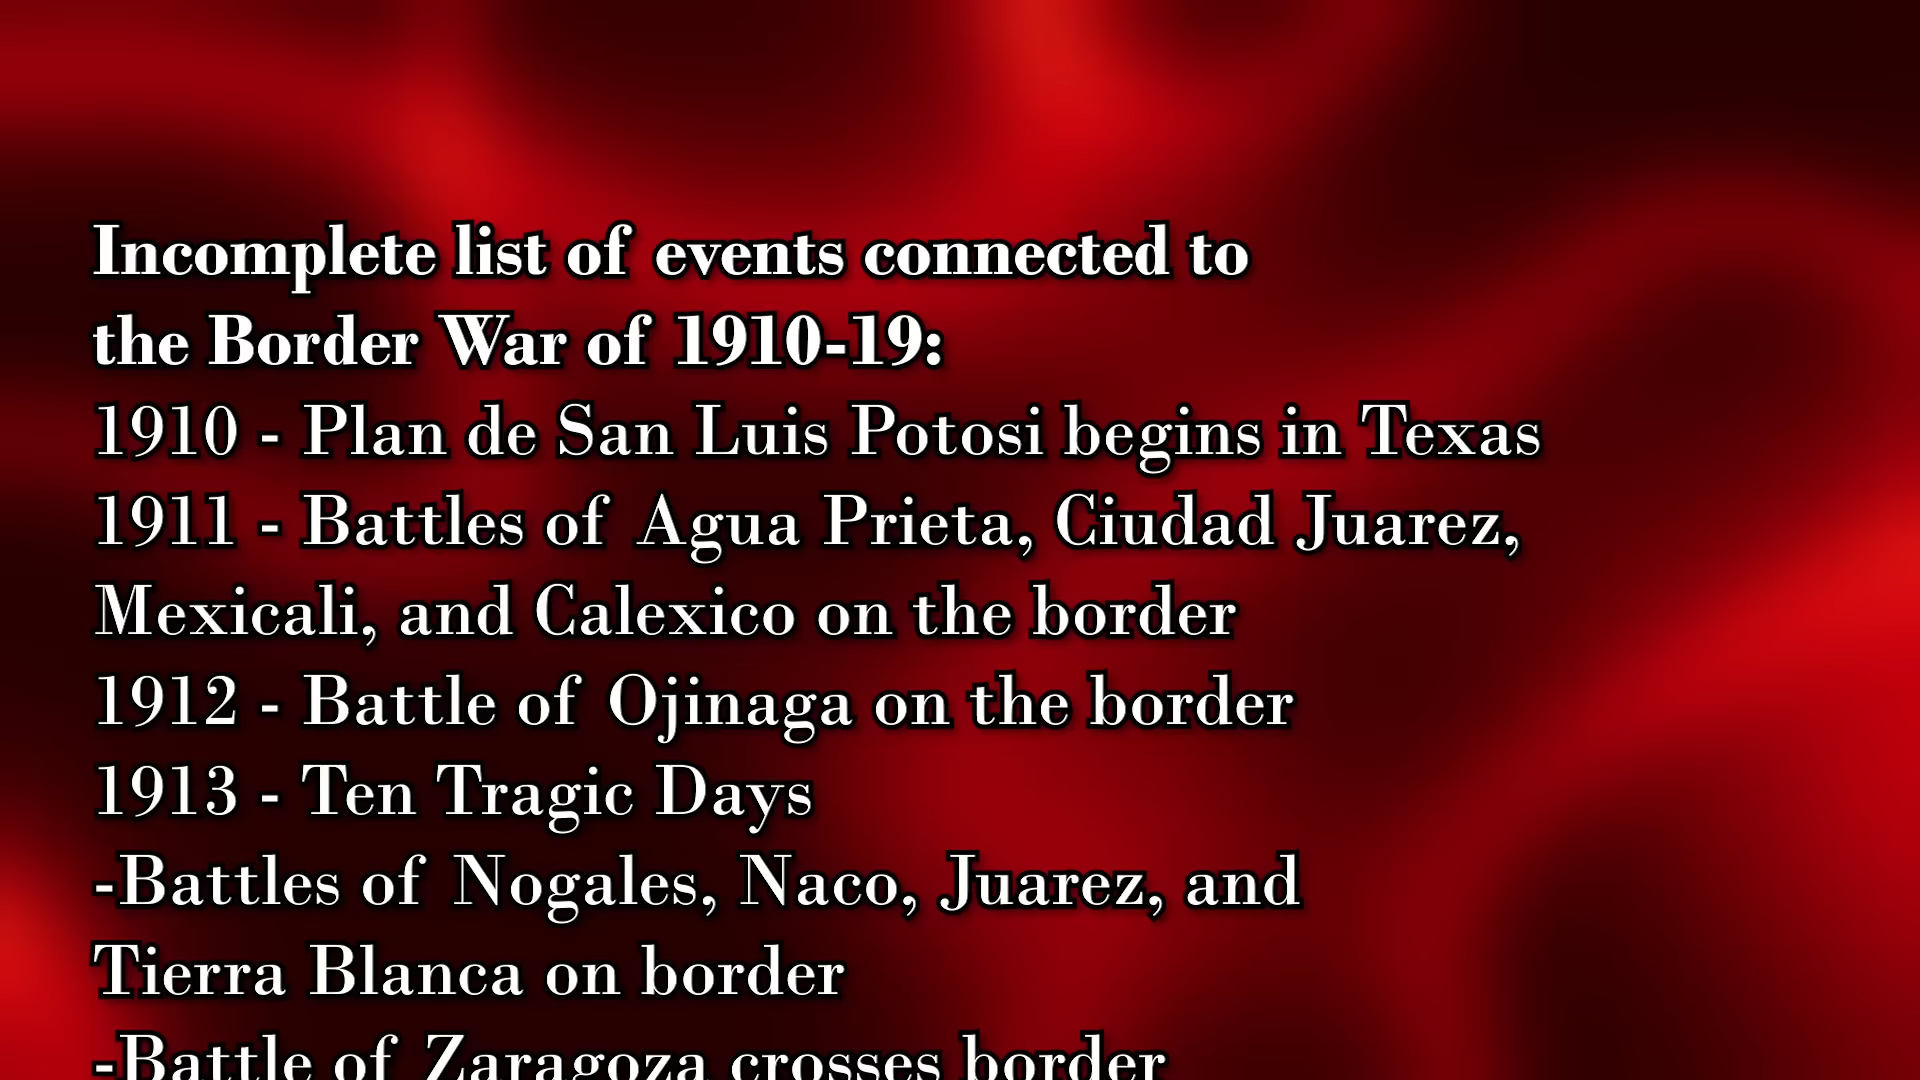 Incomplete list of events connected to
the Border War of 1910-19:
1910 - Plan de San Luis Potosi begins in Texas
1911 - Battles of Agua Prieta, Ciudad Juarez,
Mexicali, and Calexico on the border
1912 - Battle of Ojinaga on the border
1913 - Ten Tragic Days
-Battles of Nogales, Naco, Juarez, and
Tierra Blanca on border
-Battle of Zaragoza crosses border